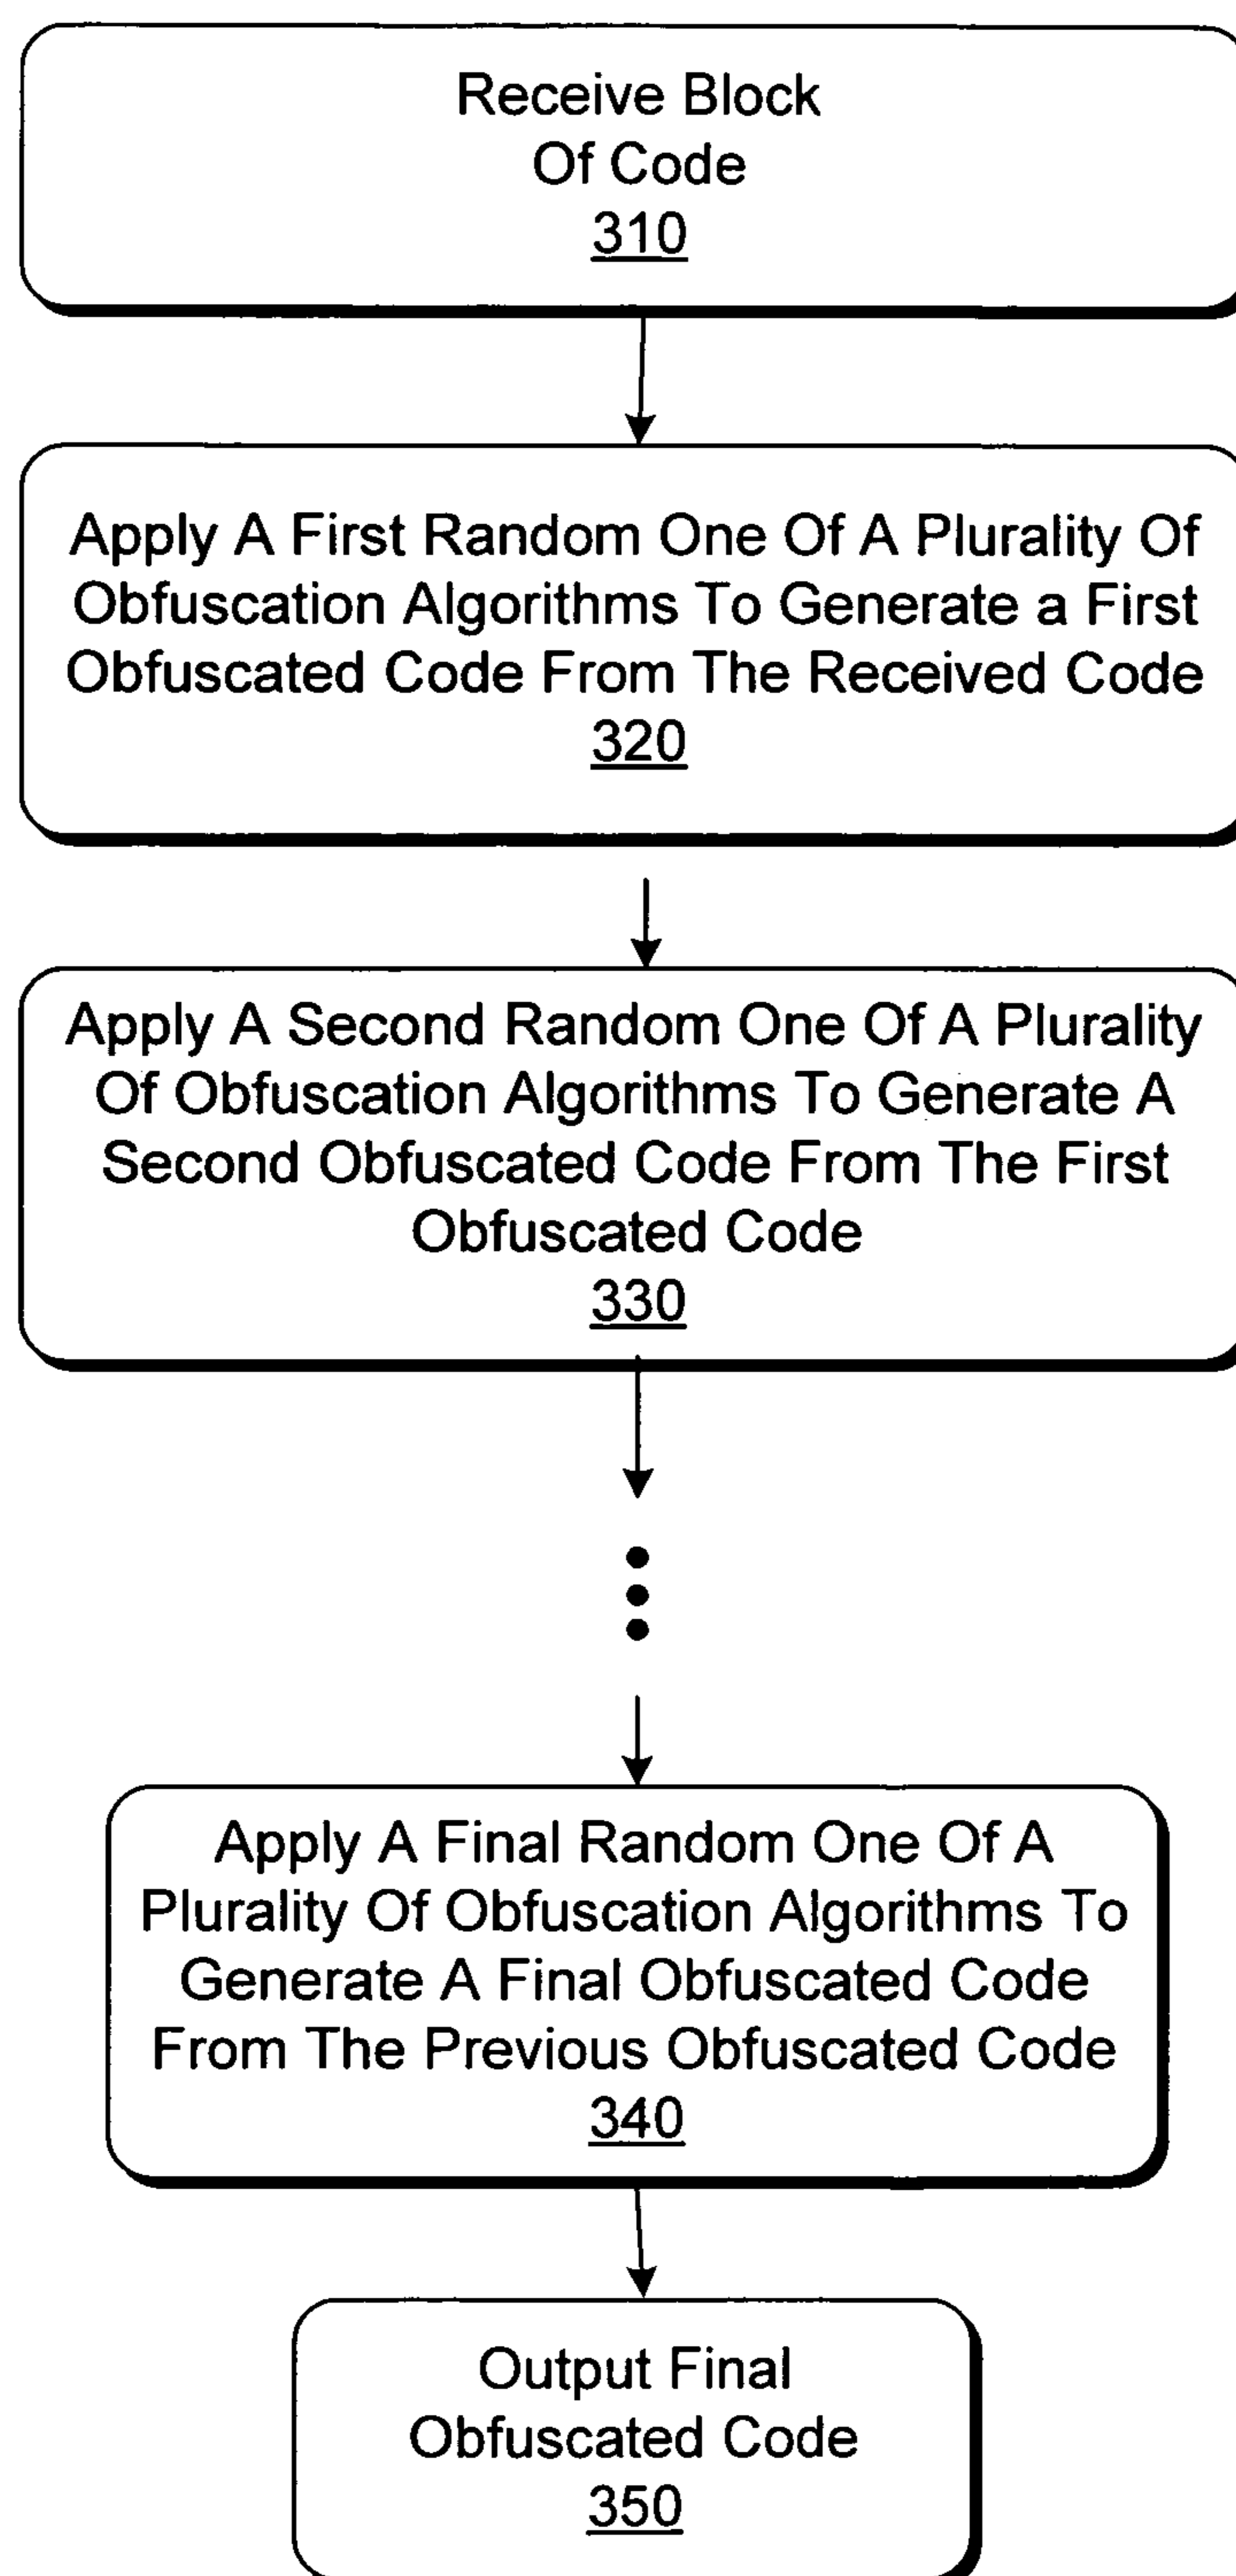 Receive Block
Of Code
310
Apply A First Random One Of A Plurality Of
Obfuscation Algorithms To Generate a First
Obfuscated Code From The Received Code
320
Apply A Second Random One Of A Plurality
Of Obfuscation Algorithms To Generate A
Second Obfuscated Code From The First
Obfuscated Code
330
Apply A Final Random One Of A
Plurality Of Obfuscation Algorithms To
Generate A Final Obfuscated Code
From The Previous Obfuscated Code
340
Output Final
Obfuscated Code
350